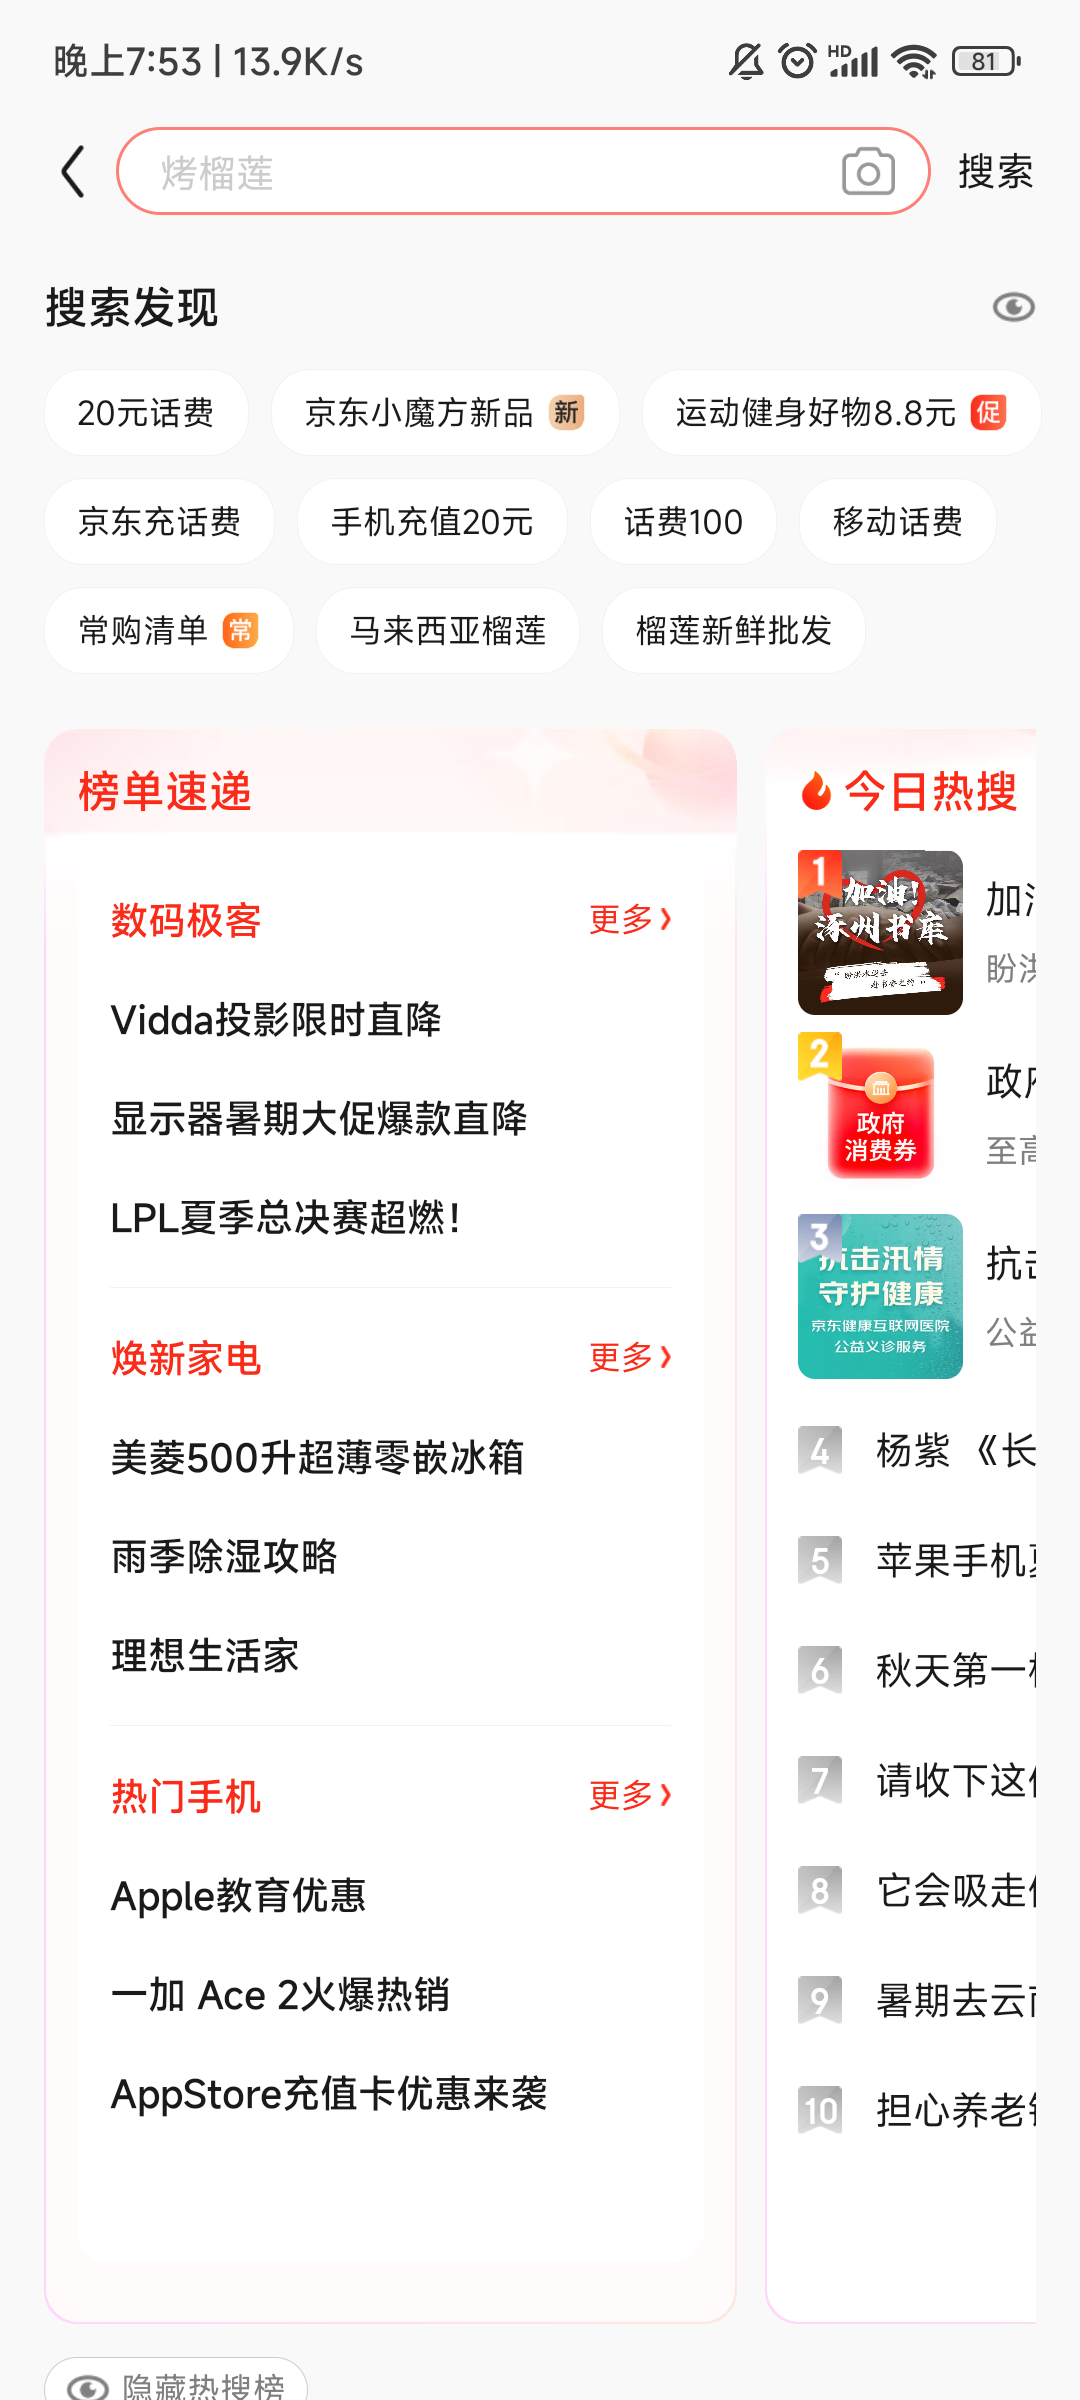 晚上7:53 | 13.9K/s
HD
81
烤榴莲
搜索
搜索发现
20元话费
京东小魔方新品 新
运动健身好物8.8元 促
京东充话费
手机充值20元
话费100
移动话费
常购清单 常
马来西亚榴莲
榴莲新鲜批发
榜单速递
数码极客
更多
Vidda投影限时直降
显示器暑期大促爆款直降
LPL夏季总决赛超燃!
焕新家电
更多
美菱500升超薄零嵌冰箱
雨季除湿攻略
理想生活家
热门手机
更多
Apple教育优惠
一加 Ace 2火爆热销
AppStore充值卡优惠来袭
今日热搜
1
加油!
涿州书库
加
盼
2
政府
消费券
政
至
3
抗击汛情
守护健康
京东健康互联网医院
公益义诊服务
抗
公
4
杨紫 《长
5
苹果手机
6
秋天第一
7
请收下这
8
它会吸走
9
暑期去云
10
担心养老
隐藏热搜榜